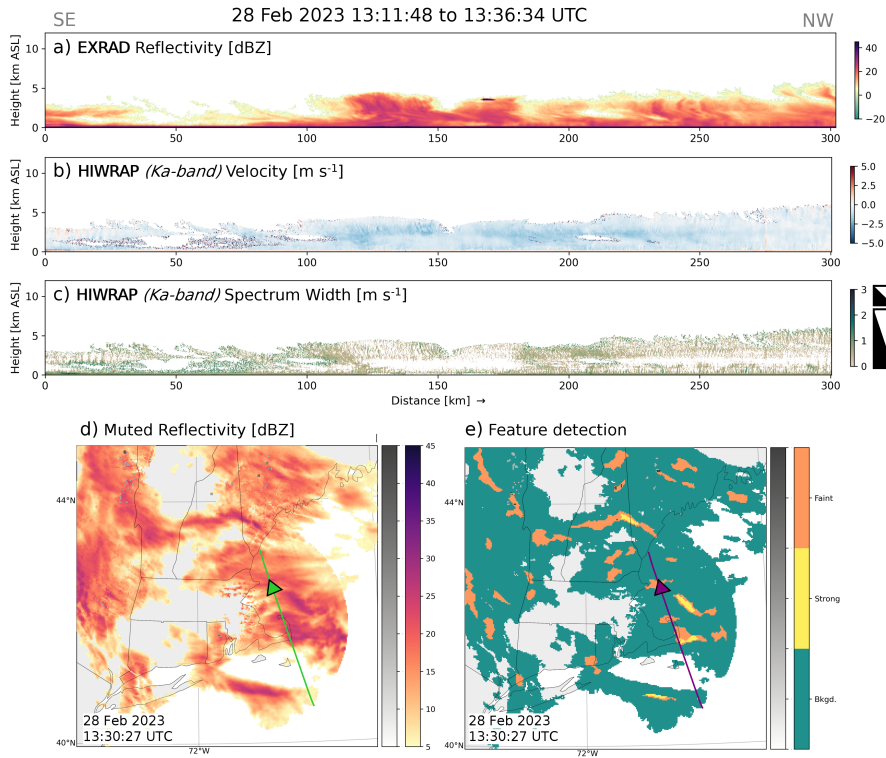 28 Feb 2023 13:11:48 to 13:36:34 UTC
SE
NW
a) EXRAD Reflectivity [dBZ]
Height [km ASL]
10
5
0
0 50 100 150 200 250 300
40
20
0
−20
b) HIWRAP (Ka-band) Velocity [m s-1]
Height [km ASL]
10
5
0
0 50 100 150 200 250 300
5.0
2.5
0.0
−2.5
−5.0
c) HIWRAP (Ka-band) Spectrum Width [m s-1]
Height [km ASL]
10
5
0
0 50 100 150 200 250 300
Distance [km] →
3
2
1
0
d) Muted Reflectivity [dBZ]
44°N
40°N
72°W
28 Feb 2023
13:30:27 UTC
45
40
35
30
25
20
15
10
5
e) Feature detection
44°N
40°N
72°W
28 Feb 2023
13:30:27 UTC
Faint
Strong
Bkgd.